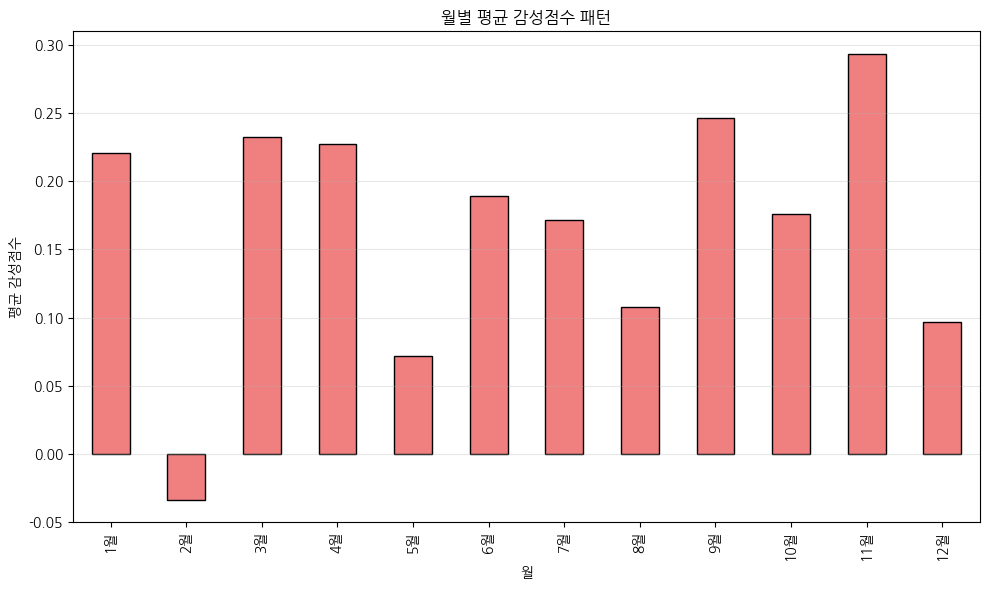 월별 평균 감성점수 패턴
평균 감성점수
0.30
0.25
0.20
0.15
0.10
0.05
0.00
-0.05
1월
2월
3월
4월
5월
6월
7월
8월
9월
10월
11월
12월
월